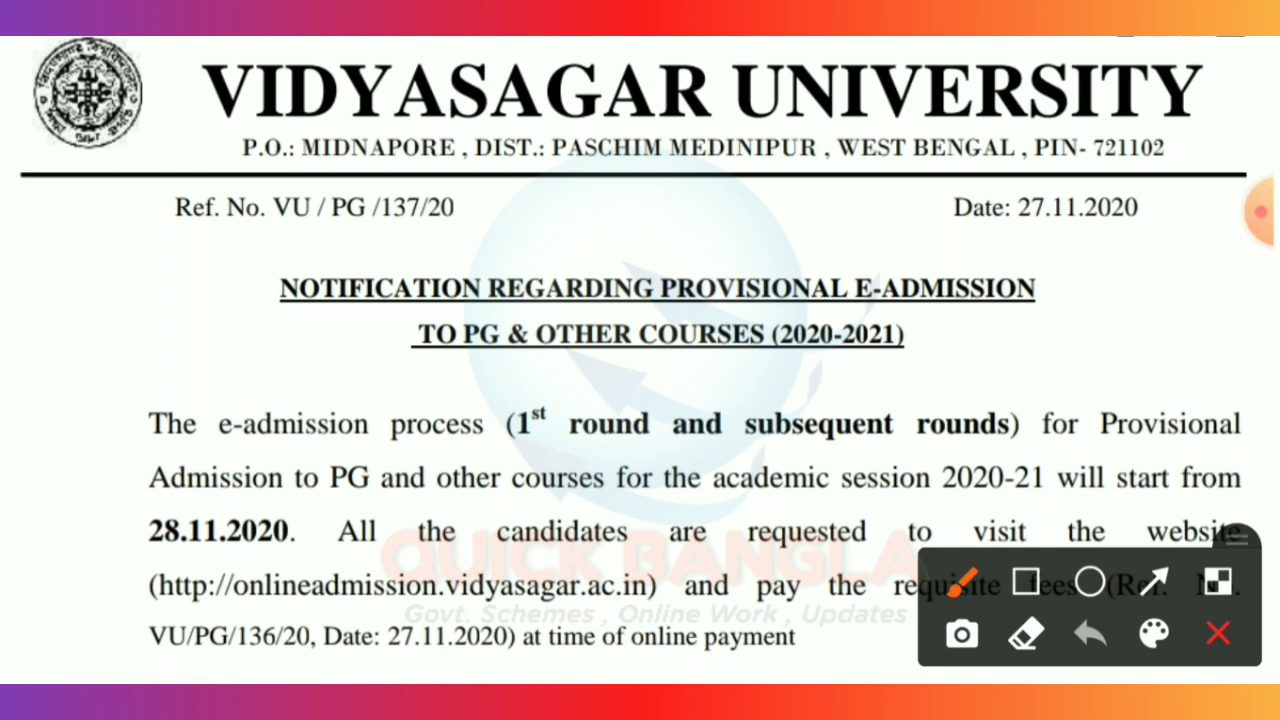 VIDYASAGAR UNIVERSITY
P.O.: MIDNAPORE , DIST.: PASCHIM MEDINIPUR , WEST BENGAL , PIN- 721102
Ref. No. VU / PG /137/20 Date: 27.11.2020
NOTIFICATION REGARDING PROVISIONAL E-ADMISSION
TO PG & OTHER COURSES (2020-2021)
The e-admission process (1st round and subsequent rounds) for Provisional
Admission to PG and other courses for the academic session 2020-21 will start from
28.11.2020. All the candidates are requested to visit the website
(http://onlineadmission.vidyasagar.ac.in) and pay the requisite fees (Ref. No.
QUICK BANGLA
Govt. Schemes , Online Work , Updates
VU/PG/136/20, Date: 27.11.2020) at time of online payment